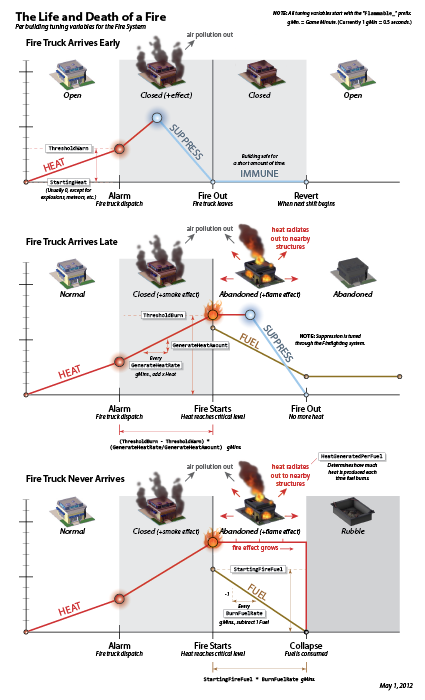 The Life and Death of a Fire
Per building tuning variables for the Fire System
NOTE: All tuning variables start with the "Flammable_" prefix
gMin. = Game Minute. (Currently 1 gMin = 0.5 seconds.)
Fire Truck Arrives Early
air pollution out
Open
Closed (+effect)
Closed
Open
ThresholdWarn
HEAT
SUPPRESS
StartingHeat
(Usually 0, except for
explosions, meteors, etc.)
Building safe for
a short amount of time.
IMMUNE
Alarm
Fire truck dispatch
Fire Out
Fire truck leaves
Revert
When next shift begins
Fire Truck Arrives Late
air pollution out
heat radiates
out to nearby
structures
Normal
Closed (+smoke effect)
Abandoned (+flame effect)
Abandoned
ThresholdBurn
HEAT
GenerateHeatAmount
Every
GenerateHeatRate
gMins, add x Heat
FUEL
SUPPRESS
NOTE: Suppression is tuned
through the Firefighting system.
Alarm
Fire truck dispatch
Fire Starts
Heat reaches critical level
Fire Out
No more heat
(ThresholdBurn - ThresholdWarn) *
(GenerateHeatRate/GenerateHeatAmount) gMins
Fire Truck Never Arrives
air pollution out
heat radiates
out to nearby
structures
HeatGeneratedPerFuel
Determines how much
heat is produced each
time fuel burns
Normal
Closed (+smoke effect)
Abandoned (+flame effect)
Rubble
fire effect grows
HEAT
StartingFireFuel
FUEL
-1
Every
BurnFuelRate
gMins, subtract 1 Fuel
Alarm
Fire truck dispatch
Fire Starts
Heat reaches critical level
Collapse
Fuel is consumed
StartingFireFuel * BurnFuelRate gMins
May 1, 2012